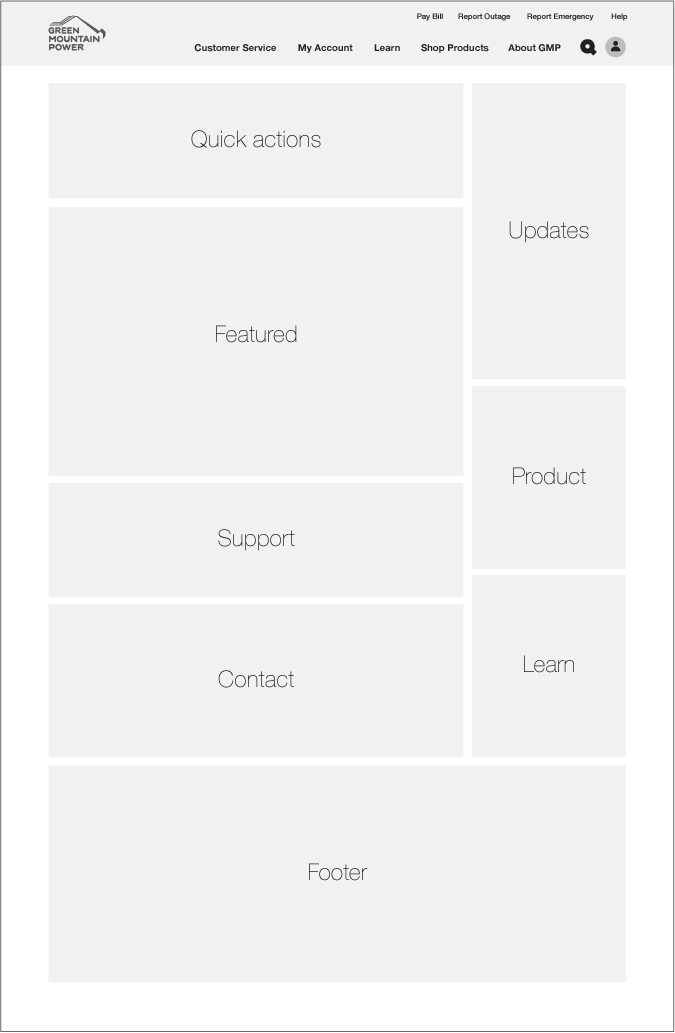 Pay Bill Report Outage Report Emergency Help
GREEN
MOUNTAIN
POWER
Customer Service My Account Learn Shop Products About GMP
Quick actions
Updates
Featured
Product
Support
Learn
Contact
Footer